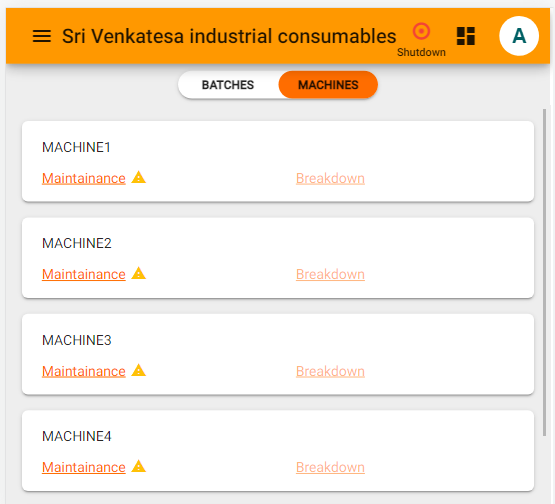 Sri Venkatesa industrial consumables
Shutdown
A
BATCHES MACHINES
MACHINE1
Maintainance Breakdown
MACHINE2
Maintainance Breakdown
MACHINE3
Maintainance Breakdown
MACHINE4
Maintainance Breakdown